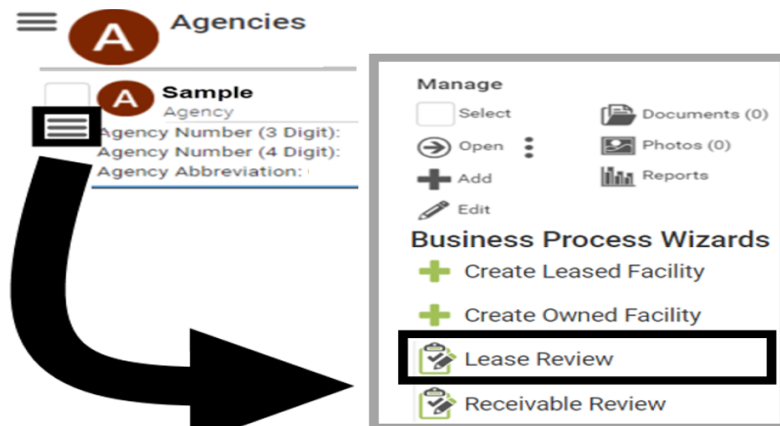 A Agencies
A Sample
Agency
Agency Number (3 Digit):
Agency Number (4 Digit):
Agency Abbreviation:
Manage
Select
Documents (0)
Open
Photos (0)
Add
Reports
Edit
Business Process Wizards
Create Leased Facility
Create Owned Facility
Lease Review
Receivable Review